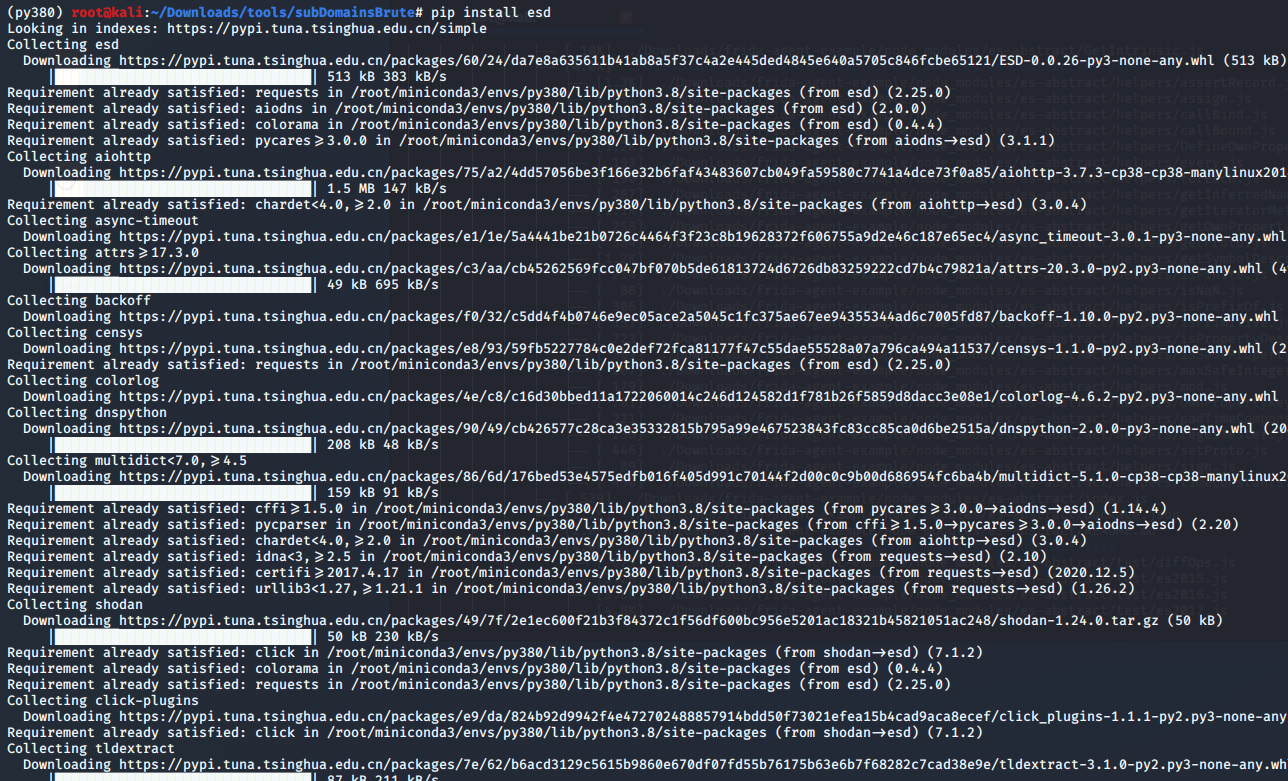 (py380) root@kali:~/Downloads/tools/subDomainsBrute# pip install esd
Looking in indexes: https://pypi.tuna.tsinghua.edu.cn/simple
Collecting esd
Downloading https://pypi.tuna.tsinghua.edu.cn/packages/60/24/da7e8a635611b41ab8a5f37c4a2e445ded4845e640a5705c846fcbe65121/ESD-0.0.26-py3-none-any.whl (513 kB)
| | 513 kB 383 kB/s
Requirement already satisfied: requests in /root/miniconda3/envs/py380/lib/python3.8/site-packages (from esd) (2.25.0)
Requirement already satisfied: aiodns in /root/miniconda3/envs/py380/lib/python3.8/site-packages (from esd) (2.0.0)
Requirement already satisfied: colorama in /root/miniconda3/envs/py380/lib/python3.8/site-packages (from esd) (0.4.4)
Requirement already satisfied: pycares≥3.0.0 in /root/miniconda3/envs/py380/lib/python3.8/site-packages (from aiodns→esd) (3.1.1)
Collecting aiohttp
Downloading https://pypi.tuna.tsinghua.edu.cn/packages/75/a2/4dd57056be3f166e32b6faf43483607cb049fa59580c7741a4dce73f0a85/aiohttp-3.7.3-cp38-cp38-manylinux201
| | 1.5 MB 147 kB/s
Requirement already satisfied: chardet<4.0,≥2.0 in /root/miniconda3/envs/py380/lib/python3.8/site-packages (from aiohttp→esd) (3.0.4)
Collecting async-timeout
Downloading https://pypi.tuna.tsinghua.edu.cn/packages/e1/1e/5a4441be21b0726c4464f3f23c8b19628372f606755a9d2e46c187e65ec4/async_timeout-3.0.1-py3-none-any.whl
Collecting attrs≥17.3.0
Downloading https://pypi.tuna.tsinghua.edu.cn/packages/c3/aa/cb45262569fcc047bf070b5de61813724d6726db83259222cd7b4c79821a/attrs-20.3.0-py2.py3-none-any.whl (4
| | 49 kB 695 kB/s
Collecting backoff
Downloading https://pypi.tuna.tsinghua.edu.cn/packages/f0/32/c5dd4f4b0746e9ec05ace2a5045c1fc375ae67ee94355344ad6c7005fd87/backoff-1.10.0-py2.py3-none-any.whl
Collecting censys
Downloading https://pypi.tuna.tsinghua.edu.cn/packages/e8/93/59fb5227784c0e2def72fca81177f47c55dae55528a07a796ca494a11537/censys-1.1.0-py2.py3-none-any.whl (2
Requirement already satisfied: requests in /root/miniconda3/envs/py380/lib/python3.8/site-packages (from esd) (2.25.0)
Collecting colorlog
Downloading https://pypi.tuna.tsinghua.edu.cn/packages/4e/c8/c16d30bbed11a1722060014c246d124582d1f781b26f5859d8dacc3e08e1/colorlog-4.6.2-py2.py3-none-any.whl
Collecting dnspython
Downloading https://pypi.tuna.tsinghua.edu.cn/packages/90/49/cb426577c28ca3e35332815b795a99e467523843fc83cc85ca0d6be2515a/dnspython-2.0.0-py3-none-any.whl (20
| | 208 kB 48 kB/s
Collecting multidict<7.0,≥4.5
Downloading https://pypi.tuna.tsinghua.edu.cn/packages/86/6d/176bed53e4575edfb016f405d991c70144f2d00c0c9b00d686954fc6ba4b/multidict-5.1.0-cp38-cp38-manylinux2
| | 159 kB 91 kB/s
Requirement already satisfied: cffi≥1.5.0 in /root/miniconda3/envs/py380/lib/python3.8/site-packages (from pycares≥3.0.0→aiodns→esd) (1.14.4)
Requirement already satisfied: pycparser in /root/miniconda3/envs/py380/lib/python3.8/site-packages (from cffi≥1.5.0→pycares≥3.0.0→aiodns→esd) (2.20)
Requirement already satisfied: chardet<4.0,≥2.0 in /root/miniconda3/envs/py380/lib/python3.8/site-packages (from aiohttp→esd) (3.0.4)
Requirement already satisfied: idna<3,≥2.5 in /root/miniconda3/envs/py380/lib/python3.8/site-packages (from requests→esd) (2.10)
Requirement already satisfied: certifi≥2017.4.17 in /root/miniconda3/envs/py380/lib/python3.8/site-packages (from requests→esd) (2020.12.5)
Requirement already satisfied: urllib3<1.27,≥1.21.1 in /root/miniconda3/envs/py380/lib/python3.8/site-packages (from requests→esd) (1.26.2)
Collecting shodan
Downloading https://pypi.tuna.tsinghua.edu.cn/packages/49/7f/2e1ec600f21b3f84372c1f56df600bc956e5201ac18321b45821051ac248/shodan-1.24.0.tar.gz (50 kB)
| | 50 kB 230 kB/s
Requirement already satisfied: click in /root/miniconda3/envs/py380/lib/python3.8/site-packages (from shodan→esd) (7.1.2)
Requirement already satisfied: colorama in /root/miniconda3/envs/py380/lib/python3.8/site-packages (from esd) (0.4.4)
Requirement already satisfied: requests in /root/miniconda3/envs/py380/lib/python3.8/site-packages (from esd) (2.25.0)
Collecting click-plugins
Downloading https://pypi.tuna.tsinghua.edu.cn/packages/e9/da/824b92d9942f4e472702488857914bdd50f73021efea15b4cad9aca8ecef/click_plugins-1.1.1-py2.py3-none-any
Requirement already satisfied: click in /root/miniconda3/envs/py380/lib/python3.8/site-packages (from shodan→esd) (7.1.2)
Collecting tldextract
Downloading https://pypi.tuna.tsinghua.edu.cn/packages/7e/62/b6acd3129c5615b9860e670df07fd55b76175b63e6b7f68282c7cad38e9e/tldextract-3.1.0-py2.py3-none-any.wh
| | 87 kB 211 kB/s